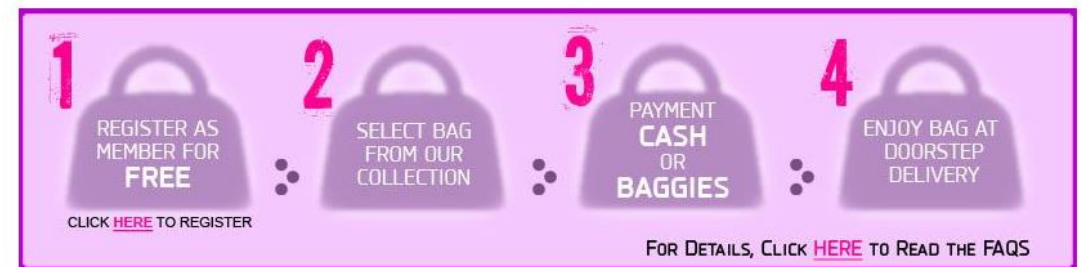 1
REGISTER AS
MEMBER FOR
FREE
CLICK HERE TO REGISTER
2
SELECT BAG
FROM OUR
COLLECTION
3
PAYMENT
CASH
OR
BAGGIES
4
ENJOY BAG AT
DOORSTEP
DELIVERY
FOR DETAILS, CLICK HERE TO READ THE FAQS